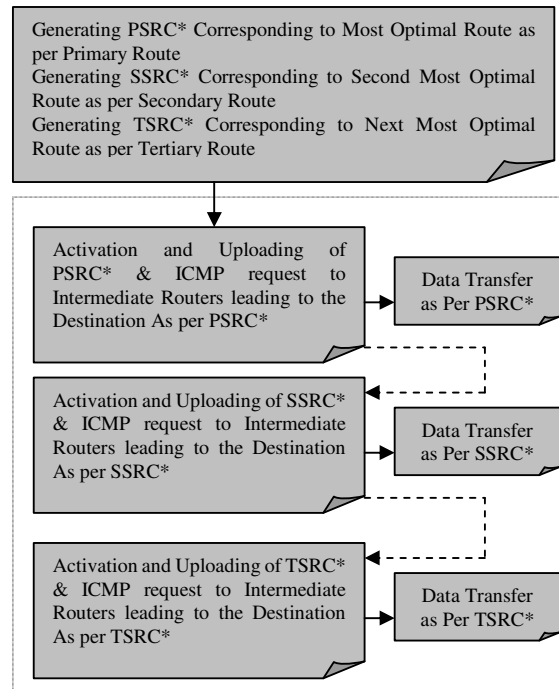 Generating PSRC* Corresponding to Most Optimal Route as
per Primary Route
Generating SSRC* Corresponding to Second Most Optimal
Route as per Secondary Route
Generating TSRC* Corresponding to Next Most Optimal
Route as per Tertiary Route
Activation and Uploading of
PSRC* & ICMP request to
Intermediate Routers leading to the
Destination As per PSRC*
Data Transfer
as Per PSRC*
Activation and Uploading of SSRC*
& ICMP request to Intermediate
Routers leading to the Destination
As per SSRC*
Data Transfer
as Per SSRC*
Activation and Uploading of TSRC*
& ICMP request to Intermediate
Routers leading to the Destination
As per TSRC*
Data Transfer
as Per TSRC*